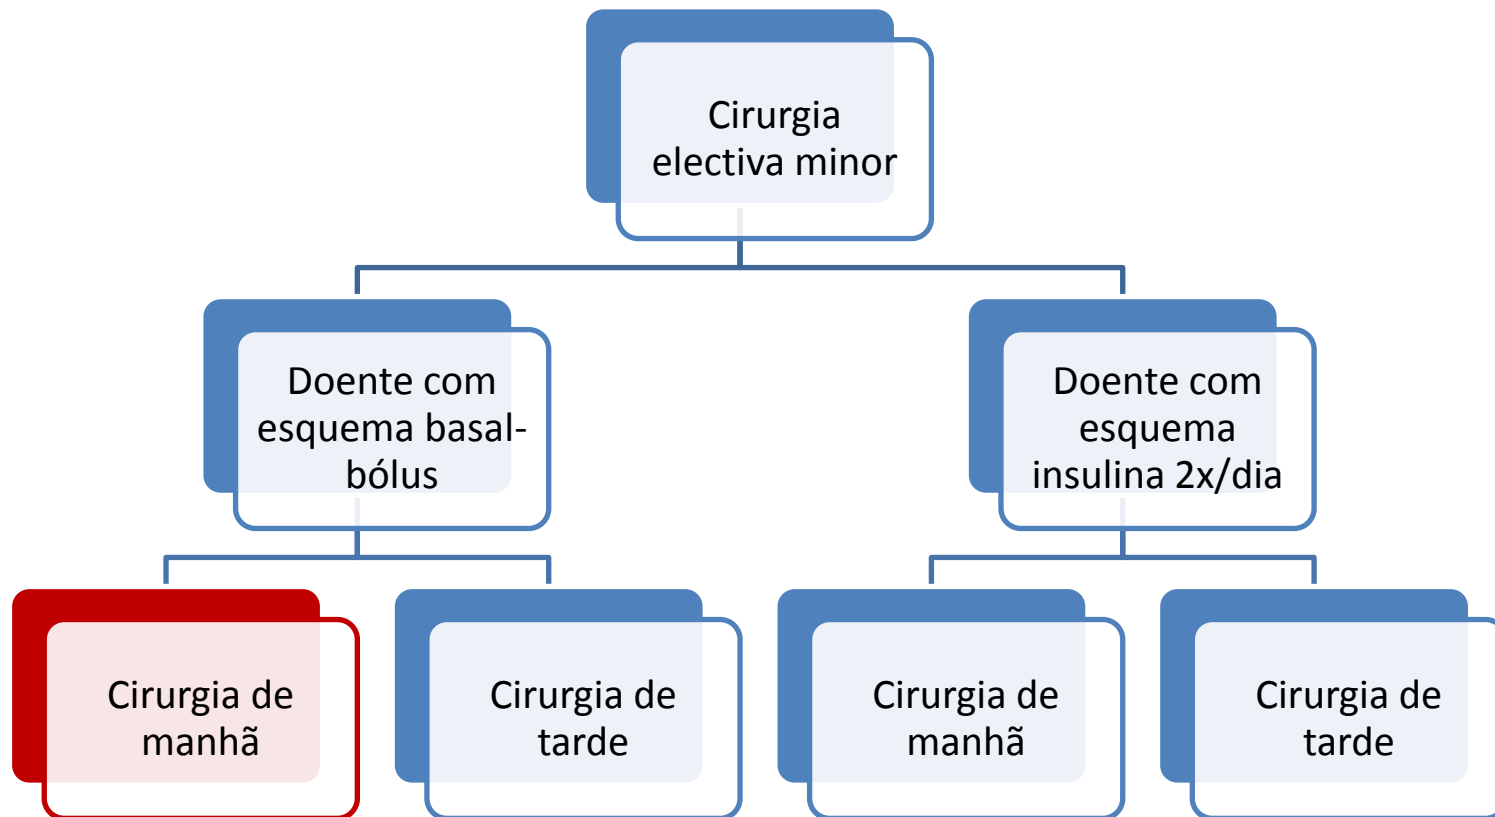 Cirurgia
electiva minor
Doente com
esquema basal-
bólus
Doente com
esquema
insulina 2x/dia
Cirurgia de
manhã
Cirurgia de
tarde
Cirurgia de
manhã
Cirurgia de
tarde